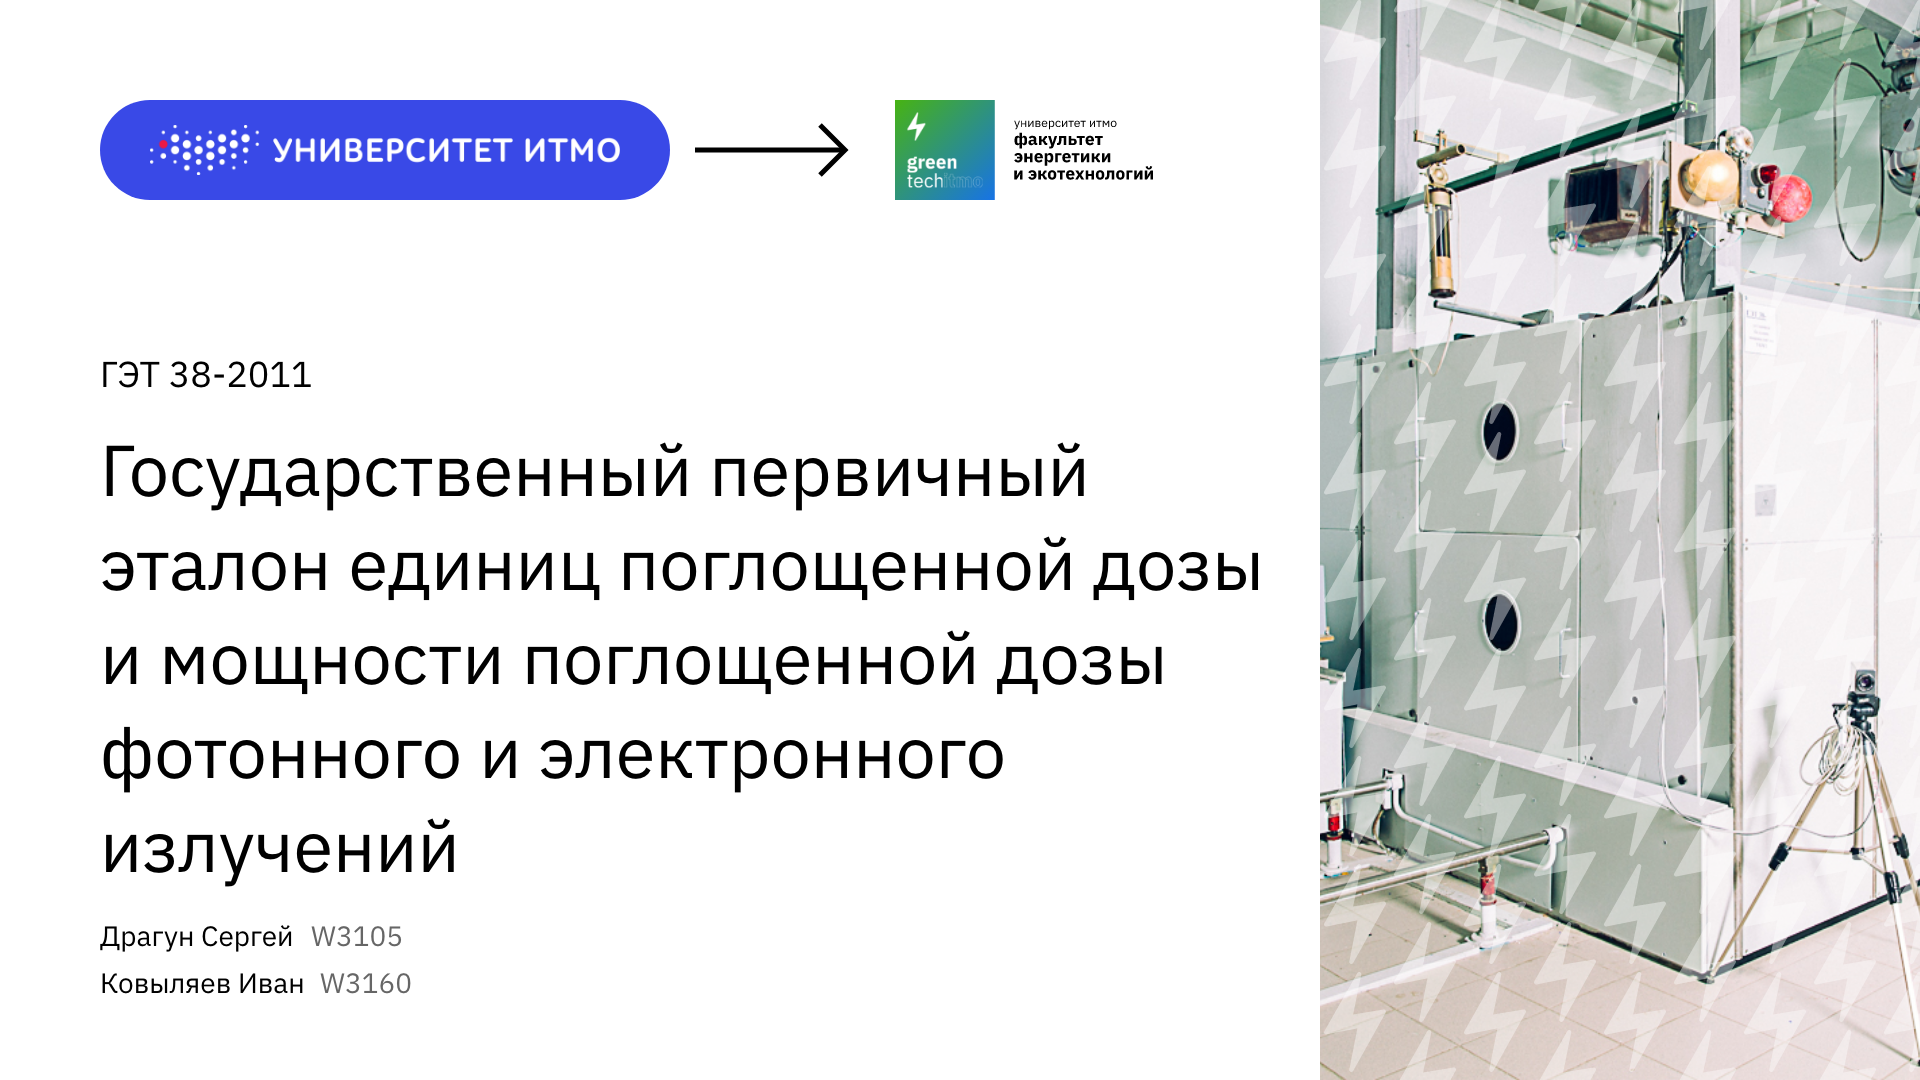 УНИВЕРСИТЕТ ИТМО
green
techitmo
университет итмо
факультет
энергетики
и экотехнологий
ГЭТ 38-2011
Государственный первичный
эталон единиц поглощенной дозы
и мощности поглощенной дозы
фотонного и электронного
излучений
Драгун Сергей W3105
Ковыляев Иван W3160